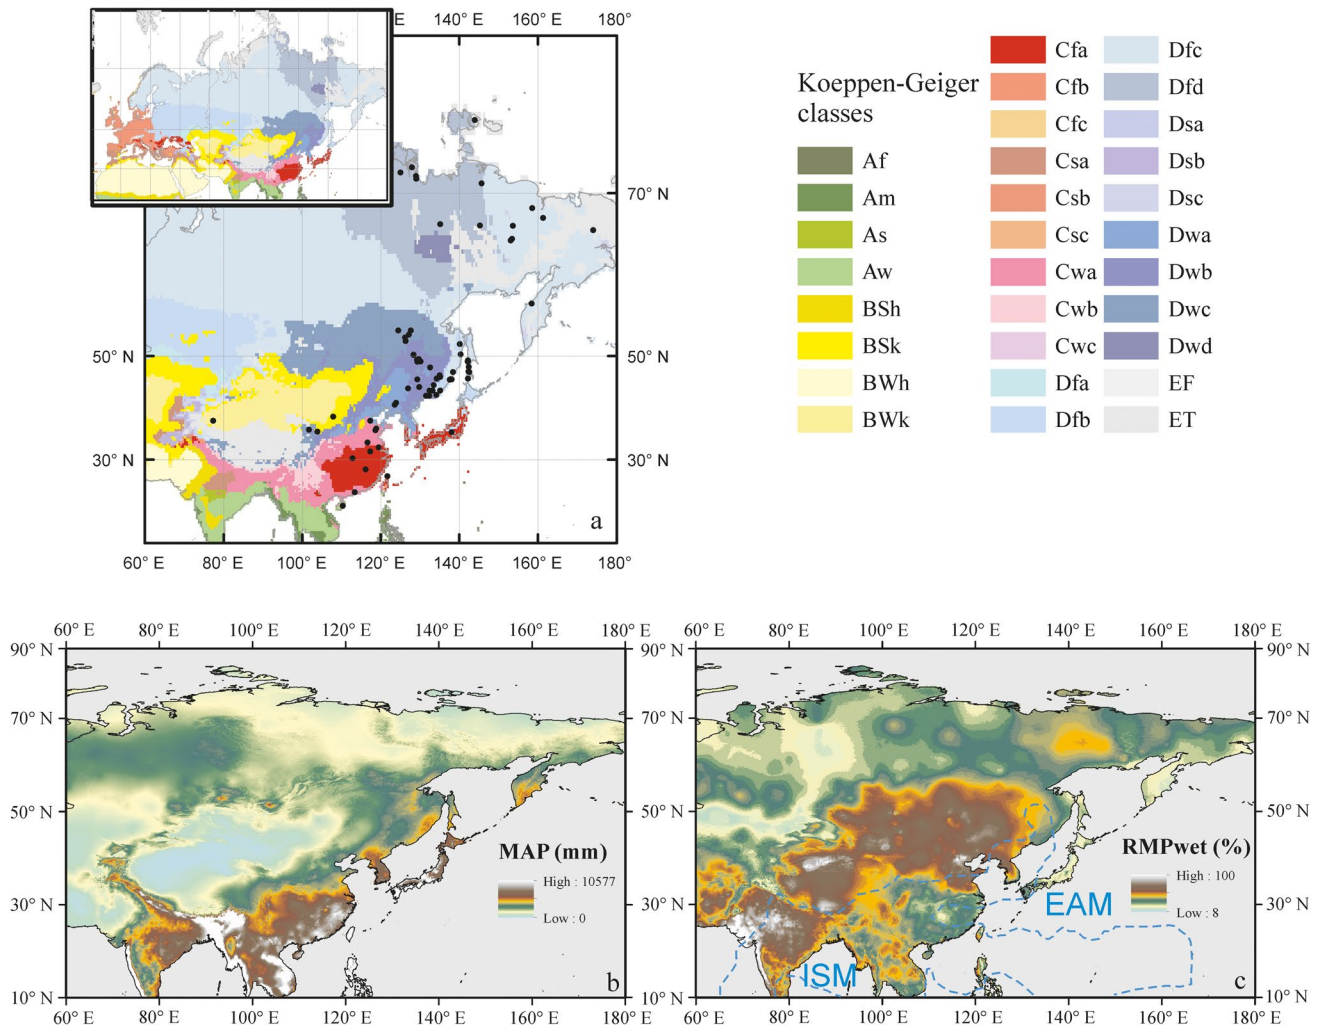 E 140° E 160° E 180°
70° N
50° N 50° N
30° N 30° N
a
60° E 80° E 100° E 120° E 140° E 160° E 180°
Koeppen-Geiger
classes
Af
Am
As
Aw
BSh
BSk
BWh
BWk
Cfa
Cfb
Cfc
Csa
Csb
Csc
Cwa
Cwb
Cwc
Dfa
Dfb
Dfc
Dfd
Dsa
Dsb
Dsc
Dwa
Dwb
Dwc
Dwd
EF
ET
60° E 80° E 100° E 120° E 140° E 160° E 180° E
90° N
70° N
50° N
30° N
10° N
MAP (mm)
High : 10577
Low : 0
b
60° E 80° E 100° E 120° E 140° E 160° E 180° E
60° E 80° E 100° E 120° E 140° E 160° E 180° E
90° N
70° N
50° N
30° N
10° N
RMPwet (%)
High : 100
Low : 8
EAM
ISM
c
60° E 80° E 100° E 120° E 140° E 160° E 180° E